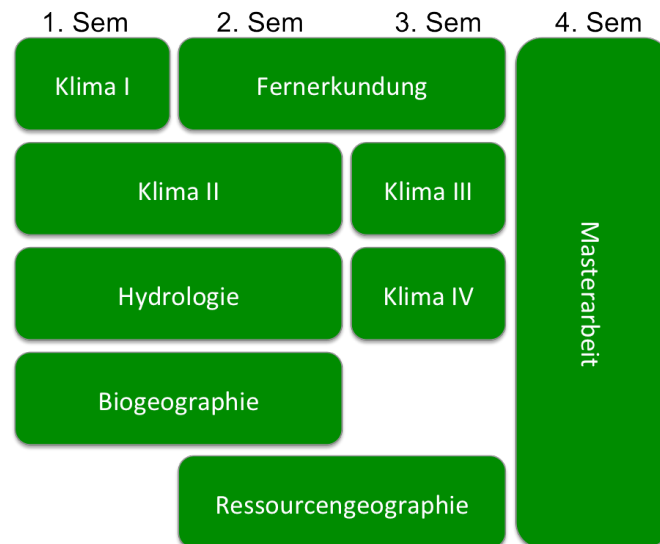 1. Sem 2. Sem 3. Sem 4. Sem
Klima I Fernerkundung
Klima II Klima III
Hydrologie Klima IV
Biogeographie
Ressourcengeographie
Masterarbeit